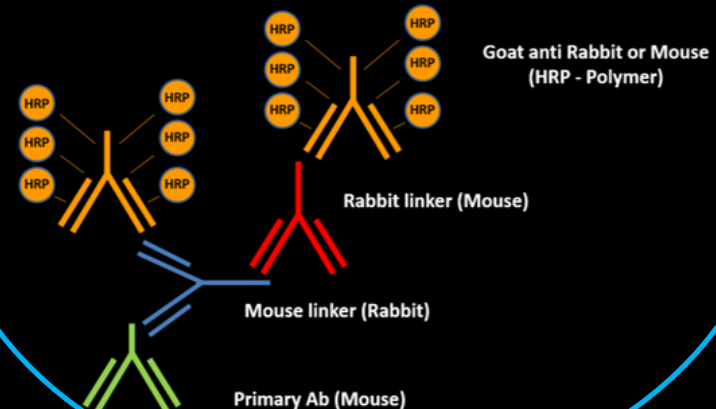 HRP
HRP
Goat anti Rabbit or Mouse
(HRP - Polymer)
HRP
HRP
HRP
HRP
HRP
HRP
HRP
HRP
HRP
HRP
Rabbit linker (Mouse)
Mouse linker (Rabbit)
Primary Ab (Mouse)